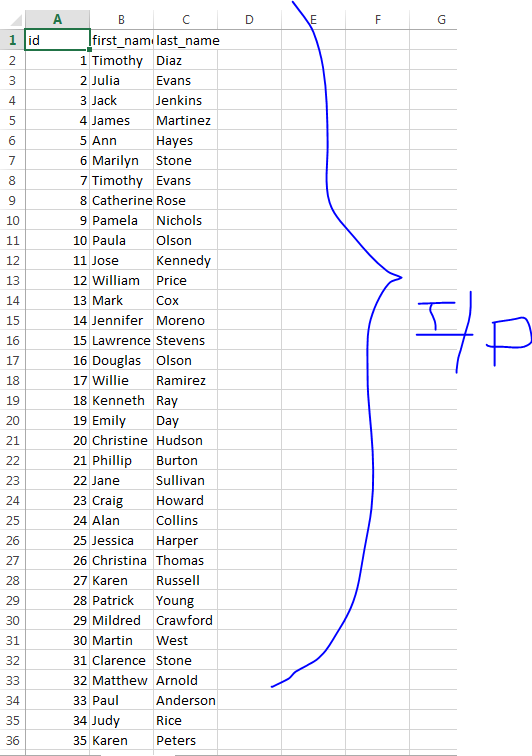 A B C D E F G
1 id first_name last_name
2 1 Timothy Diaz
3 2 Julia Evans
4 3 Jack Jenkins
5 4 James Martinez
6 5 Ann Hayes
7 6 Marilyn Stone
8 7 Timothy Evans
9 8 Catherine Rose
10 9 Pamela Nichols
11 10 Paula Olson
12 11 Jose Kennedy
13 12 William Price
14 13 Mark Cox
15 14 Jennifer Moreno
16 15 Lawrence Stevens
I/P
17 16 Douglas Olson
18 17 Willie Ramirez
19 18 Kenneth Ray
20 19 Emily Day
21 20 Christine Hudson
22 21 Phillip Burton
23 22 Jane Sullivan
24 23 Craig Howard
25 24 Alan Collins
26 25 Jessica Harper
27 26 Christina Thomas
28 27 Karen Russell
29 28 Patrick Young
30 29 Mildred Crawford
31 30 Martin West
32 31 Clarence Stone
33 32 Matthew Arnold
34 33 Paul Anderson
35 34 Judy Rice
36 35 Karen Peters